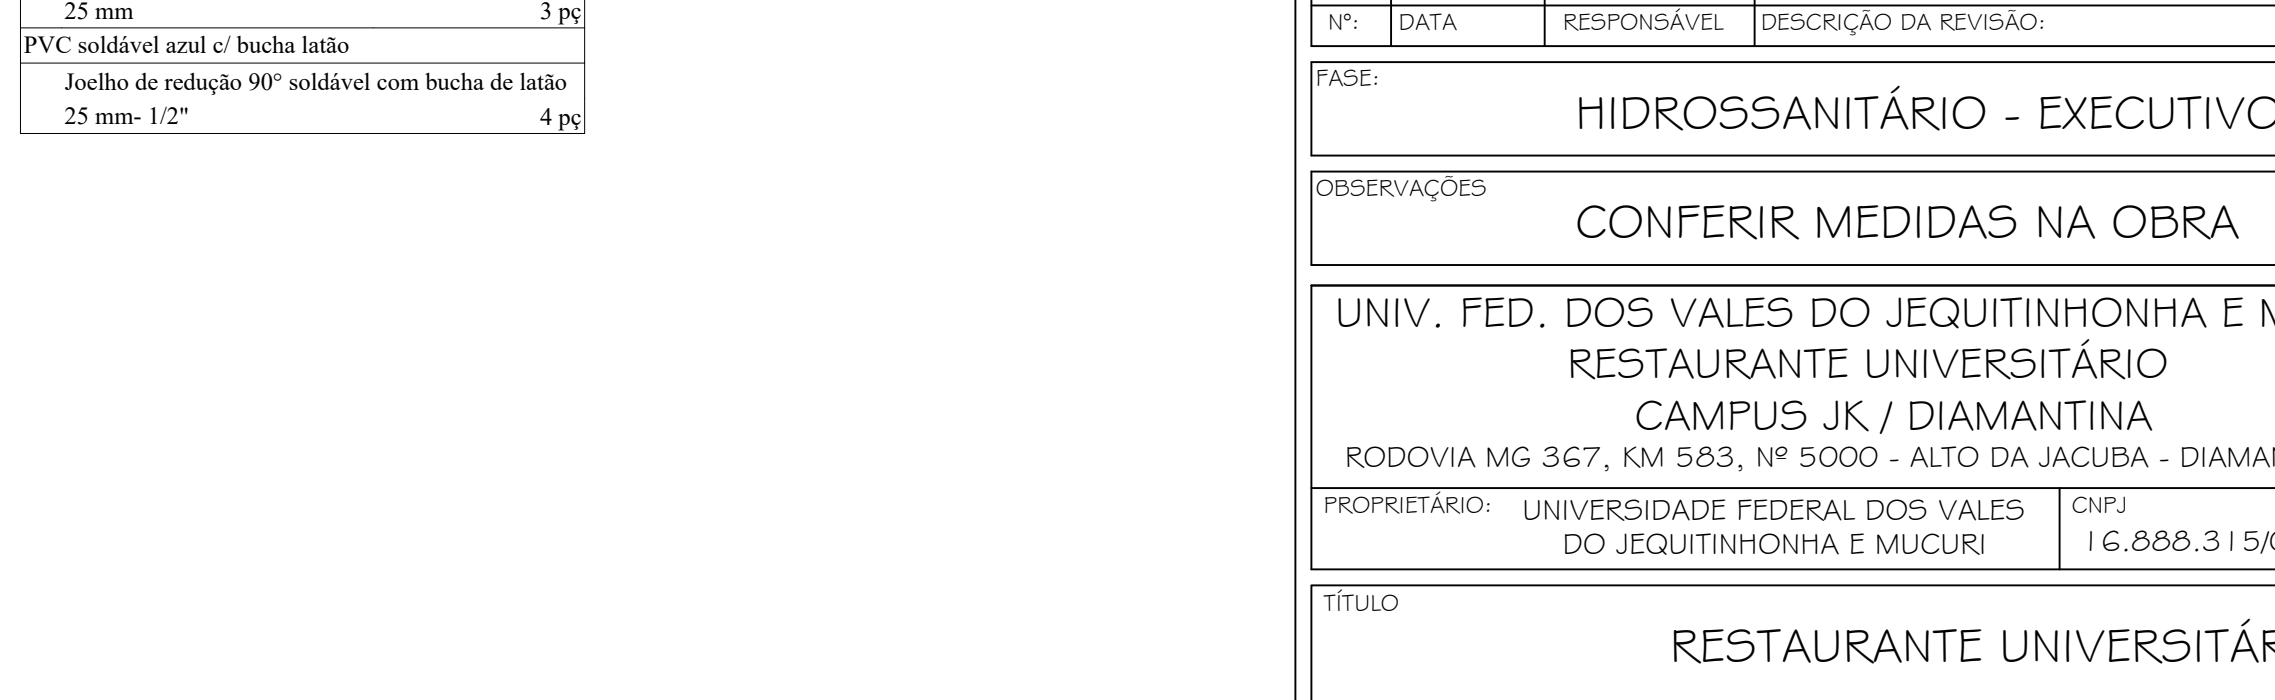 25 mm 3 pç
PVC soldável azul c/ bucha latão
Joelho de redução 90° soldável com bucha de latão
25 mm- 1/2" 4 pç
Nº: DATA RESPONSÁVEL DESCRIÇÃO DA REVISÃO:
FASE:
HIDROSSANITÁRIO - EXECUTIVO
OBSERVAÇÕES
CONFERIR MEDIDAS NA OBRA
UNIV. FED. DOS VALES DO JEQUITINHONHA E
RESTAURANTE UNIVERSITÁRIO
CAMPUS JK / DIAMANTINA
RODOVIA MG 367, KM 583, Nº 5000 - ALTO DA JACUBA -
PROPRIETÁRIO: UNIVERSIDADE FEDERAL DOS VALES
DO JEQUITINHONHA E MUCURI
CNPJ
16.888.315/
TÍTULO
RESTAURANTE